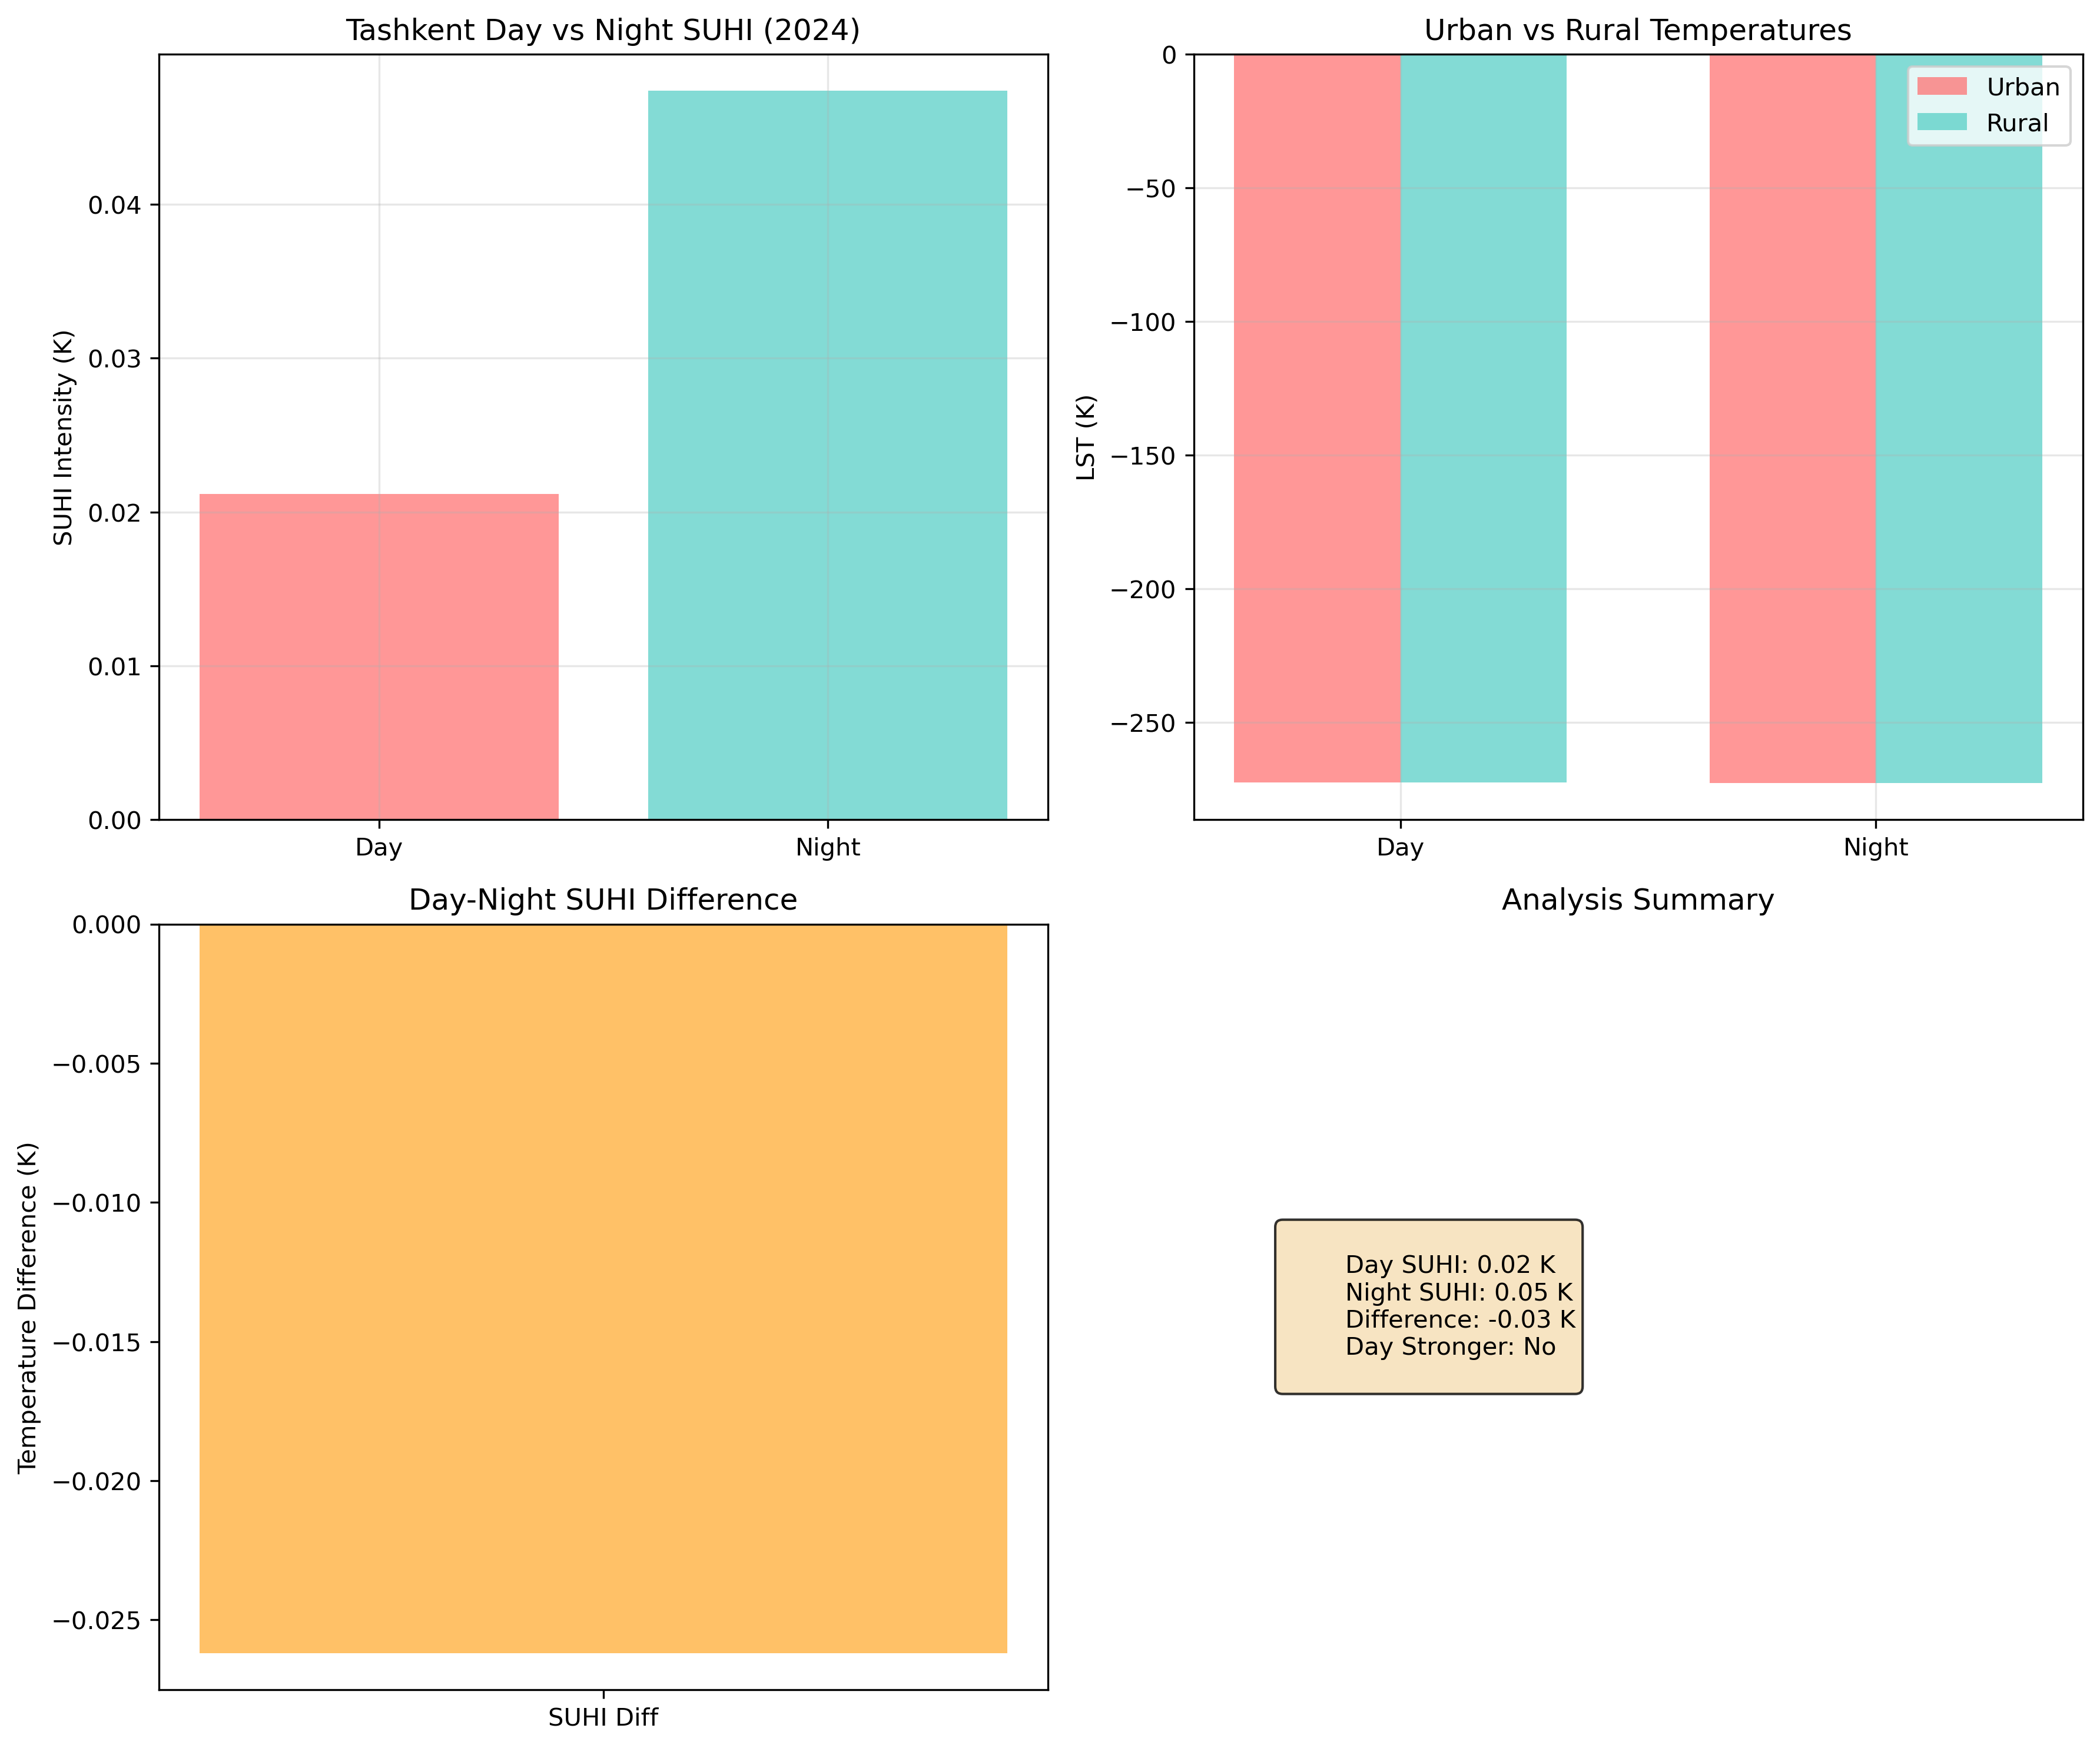 Tashkent Day vs Night SUHI (2024)
SUHI Intensity (K)
0.04
0.03
0.02
0.01
0.00
Day
Night
Urban vs Rural Temperatures
LST (K)
0
−50
−100
−150
−200
−250
Urban
Rural
Day
Night
Day-Night SUHI Difference
Temperature Difference (K)
0.000
−0.005
−0.010
−0.015
−0.020
−0.025
SUHI Diff
Analysis Summary
Day SUHI: 0.02 K
Night SUHI: 0.05 K
Difference: -0.03 K
Day Stronger: No